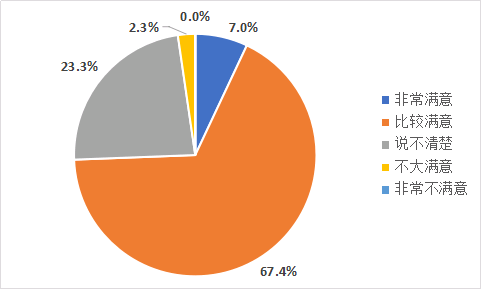 0.0%
2.3%
7.0%
23.3%
67.4%
非常满意
比较满意
说不清楚
不大满意
非常不满意